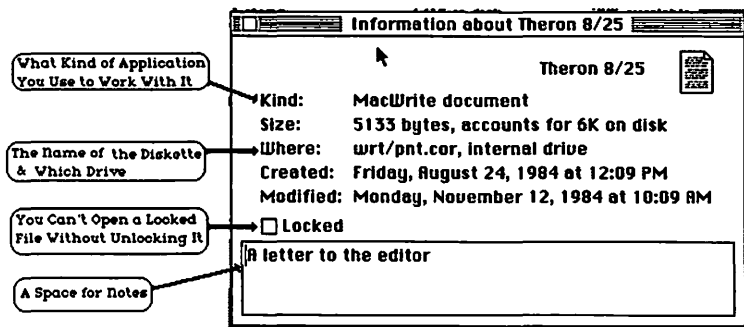 Information about Theron 8/25
What Kind of Application
You Use to Work With It
Theron 8/25
Kind: MacWrite document
Size: 5133 bytes, accounts for 6K on disk
The Name of the Diskette
& Which Drive
Where: wrt/pnt.cor, internal drive
Created: Friday, August 24, 1984 at 12:09 PM
Modified: Monday, November 12, 1984 at 10:09 AM
You Can't Open a Locked
File Without Unlocking It
Locked
A letter to the editor
A Space for Notes